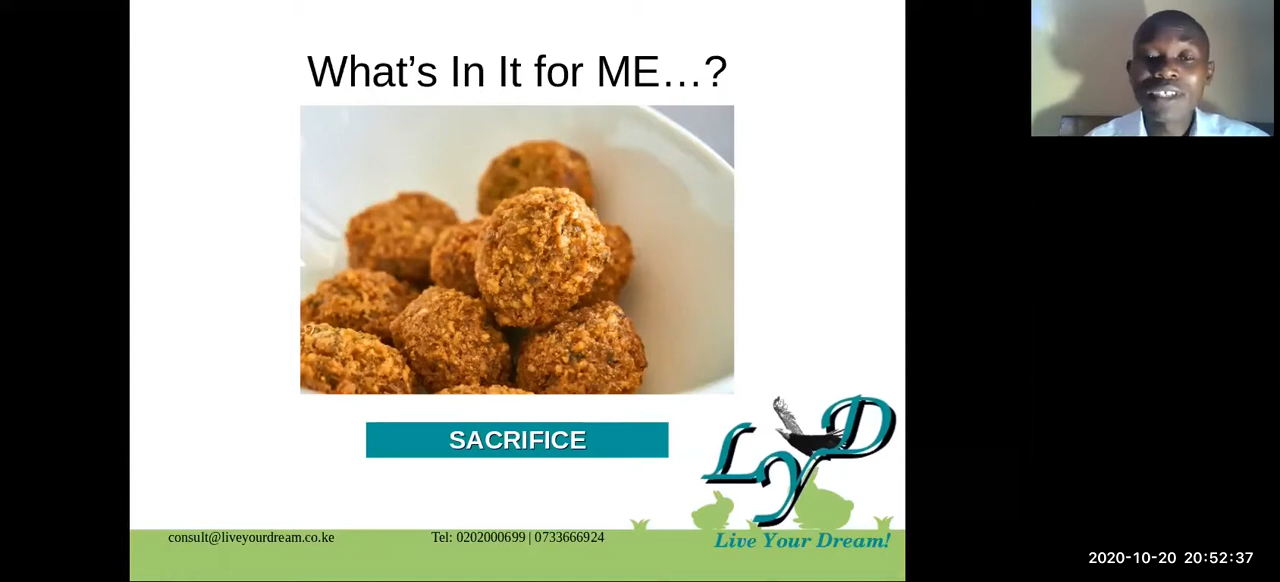 What’s In It for ME…?
SACRIFICE
LYD
consult@liveyourdream.co.ke
Tel: 0202000699 | 0733666924
Live Your Dream!
2020-10-20 20:52:37